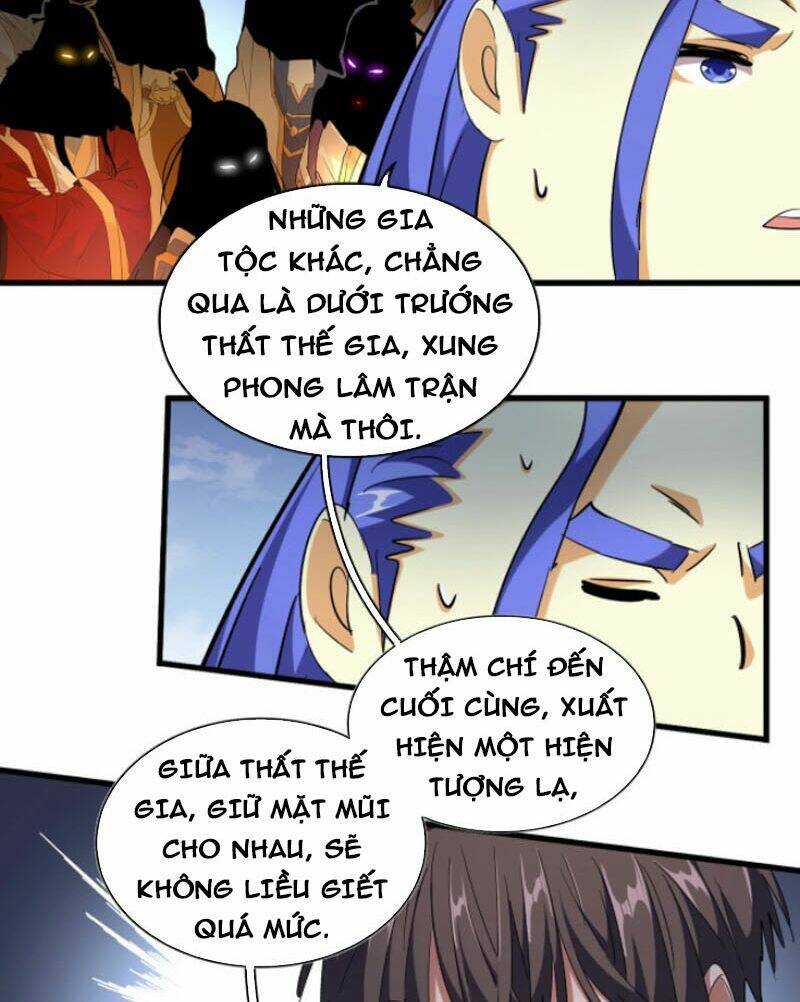 NHỮNG GIA
TỘC KHÁC, CHẲNG
QUA LÀ DƯỚI TRƯỚNG
THẤT THẾ GIA, XUNG
PHONG LÂM TRẬN
MÀ THÔI.
THẬM CHÍ ĐẾN
CUỐI CÙNG, XUẤT
HIỆN MỘT HIỆN
TƯỢNG LẠ,
GIỮA THẤT THẾ
GIA, GIỮ MẶT MŨI
CHO NHAU, SẼ
KHÔNG LIỀU GIẾT
QUÁ MỨC.